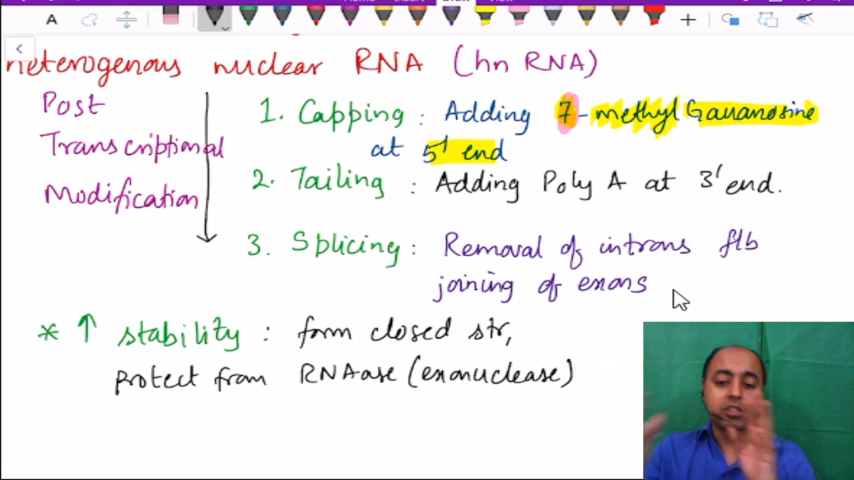 Heterogenous nuclear RNA (hn RNA)
Post
Transcriptional
Modification
1. Capping : Adding 7-methyl Gauanosine
at 5' end
2. Tailing : Adding Poly A at 3' end.
3. Splicing : Removal of introns flb
joining of exons
* ↑ stability : form closed str,
protect from RNAase (exonuclease)